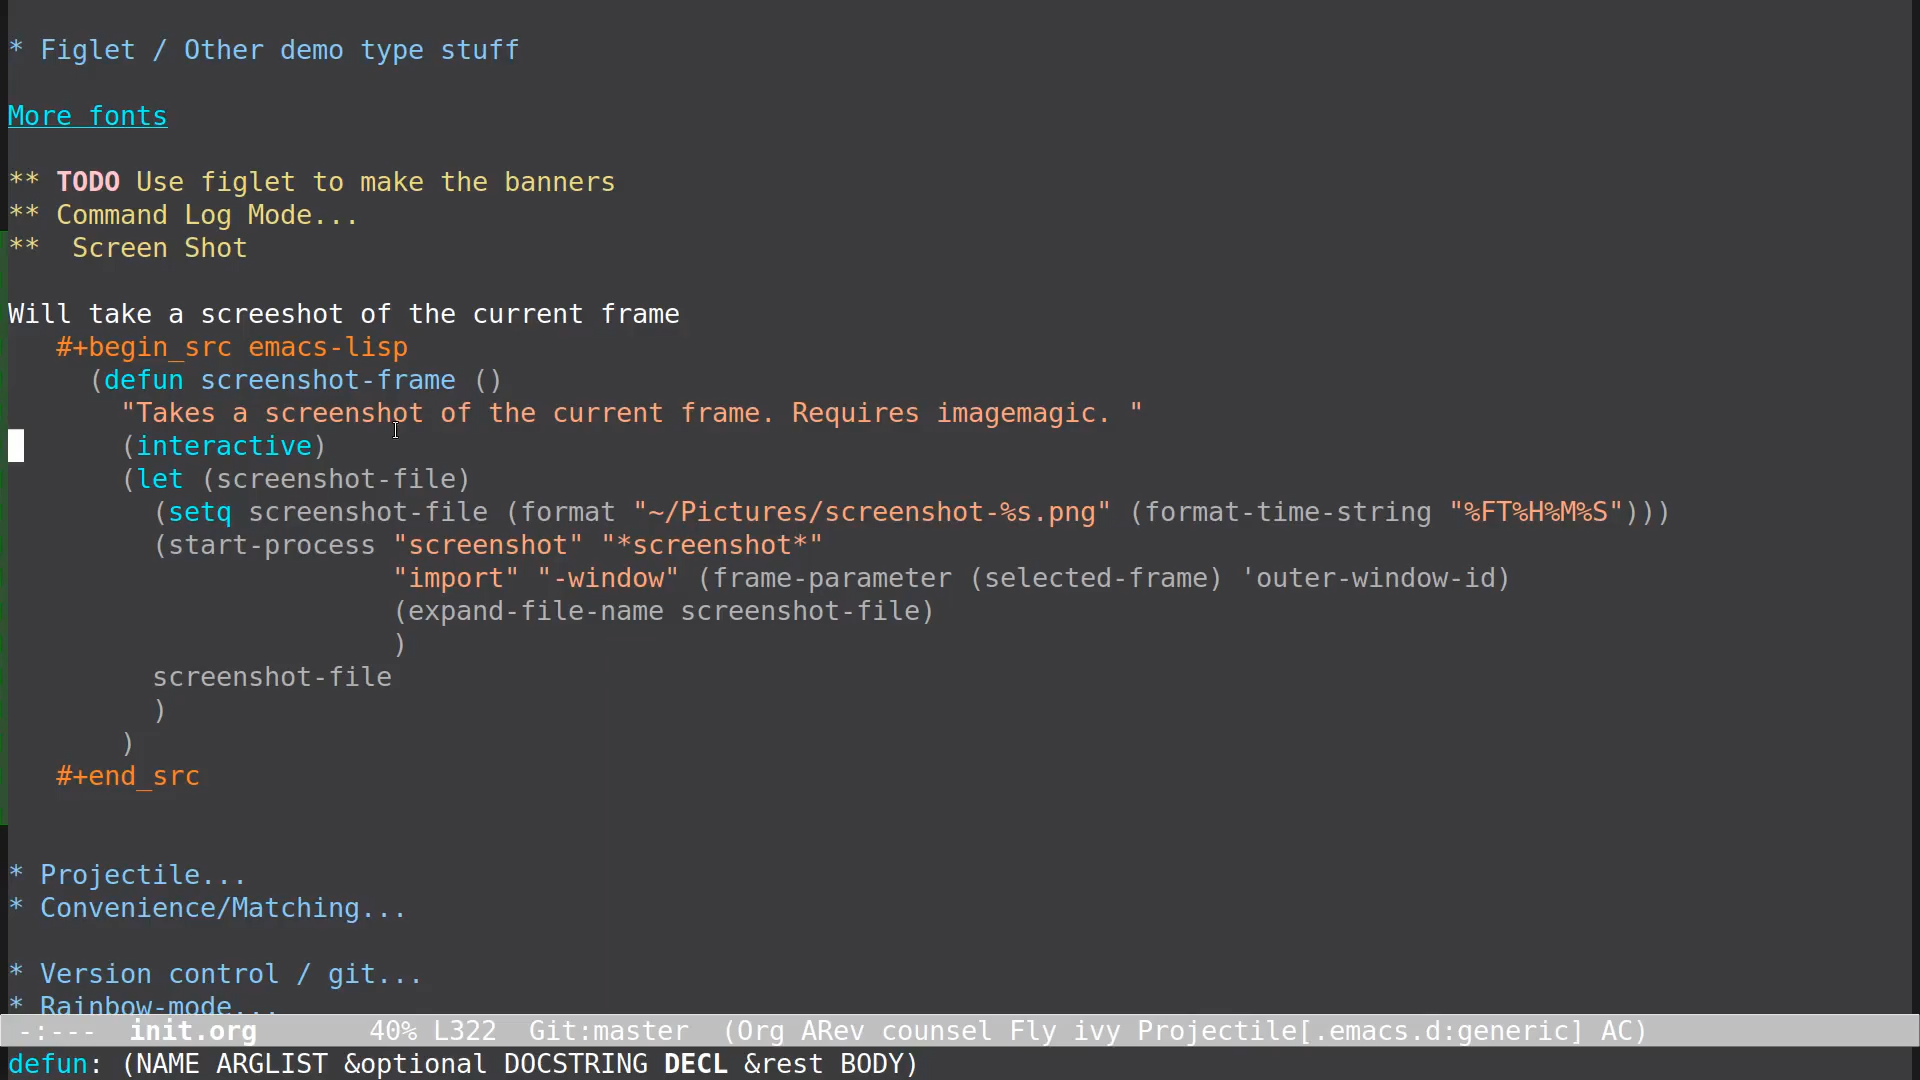 * Figlet / Other demo type stuff
More fonts
** TODO Use figlet to make the banners
** Command Log Mode...
**  Screen Shot
Will take a screeshot of the current frame
   #+begin_src emacs-lisp
     (defun screenshot-frame ()
       "Takes a screenshot of the current frame. Requires imagemagic. "
       (interactive)
       (let (screenshot-file)
         (setq screenshot-file (format "~/Pictures/screenshot-%s.png" (format-time-string "%FT%H%M%S")))
         (start-process "screenshot" "*screenshot*"
                        "import" "-window" (frame-parameter (selected-frame) 'outer-window-id)
                        (expand-file-name screenshot-file)
                        )
         screenshot-file
         )
       )
   #+end_src
* Projectile...
* Convenience/Matching...
* Version control / git...
* Rainbow-mode...
-:---  init.org       40% L322  Git:master  (Org ARev counsel Fly ivy Projectile[.emacs.d:generic] AC)
defun: (NAME ARGLIST &optional DOCSTRING DECL &rest BODY)